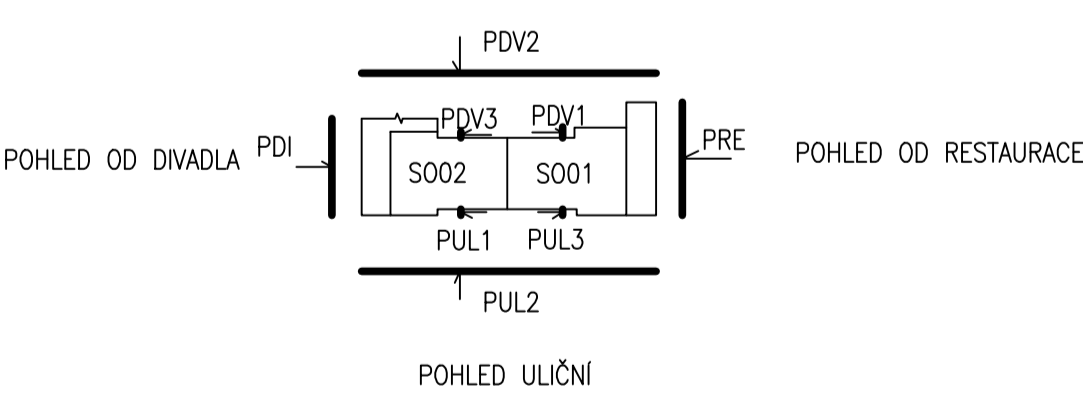 PDV2
PDV3 PDV1
POHLED OD DIVADLA PDI PRE POHLED OD RESTAURACE
SO02 SO01
PUL1 PUL3
PUL2
POHLED ULIČNÍ